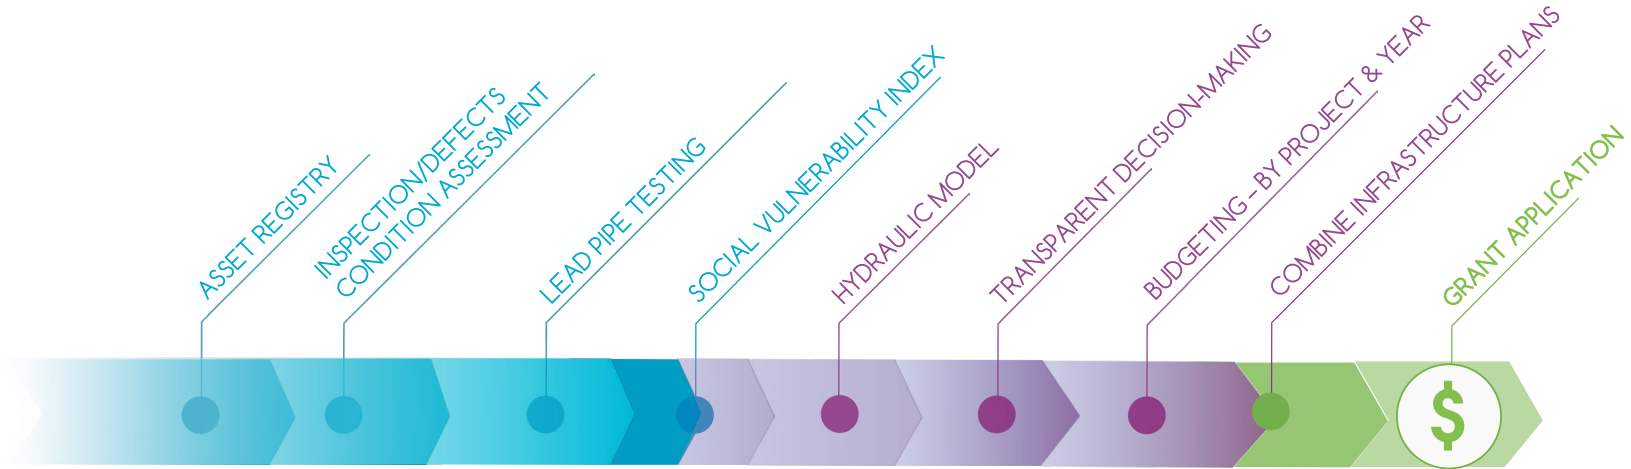 ASSET REGISTRY
INSPECTION/DEFECTS
CONDITION ASSESSMENT
LEAD PIPE TESTING
SOCIAL VULNERABILITY INDEX
HYDRAULIC MODEL
TRANSPARENT DECISION-MAKING
BUDGETING – BY PROJECT & YEAR
COMBINE INFRASTRUCTURE PLANS
GRANT APPLICATION
$